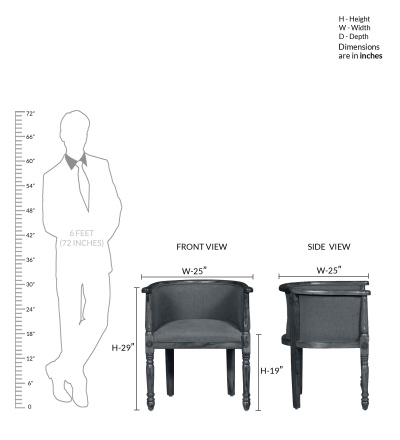 H - Height
W - Width
D - Depth
Dimensions
are in inches
72"
66"
60"
54"
48"
42"
36"
30"
24"
18"
12"
6"
0
6 FEET
(72 INCHES)
FRONT VIEW
W-25"
H-29"
H-19"
SIDE VIEW
W-25"